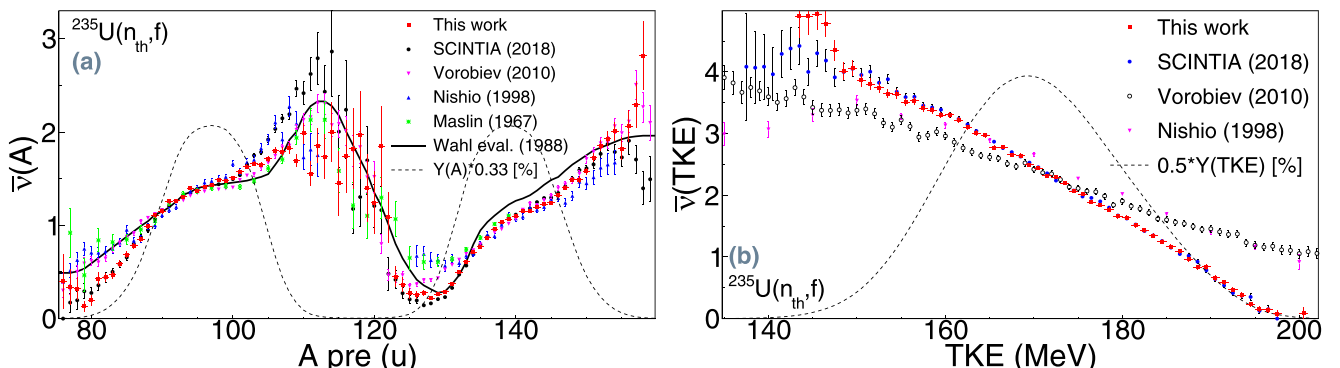 ²³⁵U(nth,f)
(a)
This work
SCINTIA (2018)
Vorobiev (2010)
Nishio (1998)
Maslin (1967)
Wahl eval. (1988)
Y(A)*0.33 [%]
ν̅(A)
3
2
1
0
80
100
120
140
A pre (u)
This work
SCINTIA (2018)
Vorobiev (2010)
Nishio (1998)
0.5*Y(TKE) [%]
ν̅(TKE)
4
3
2
1
0
(b)
²³⁵U(nth,f)
140
160
180
200
TKE (MeV)